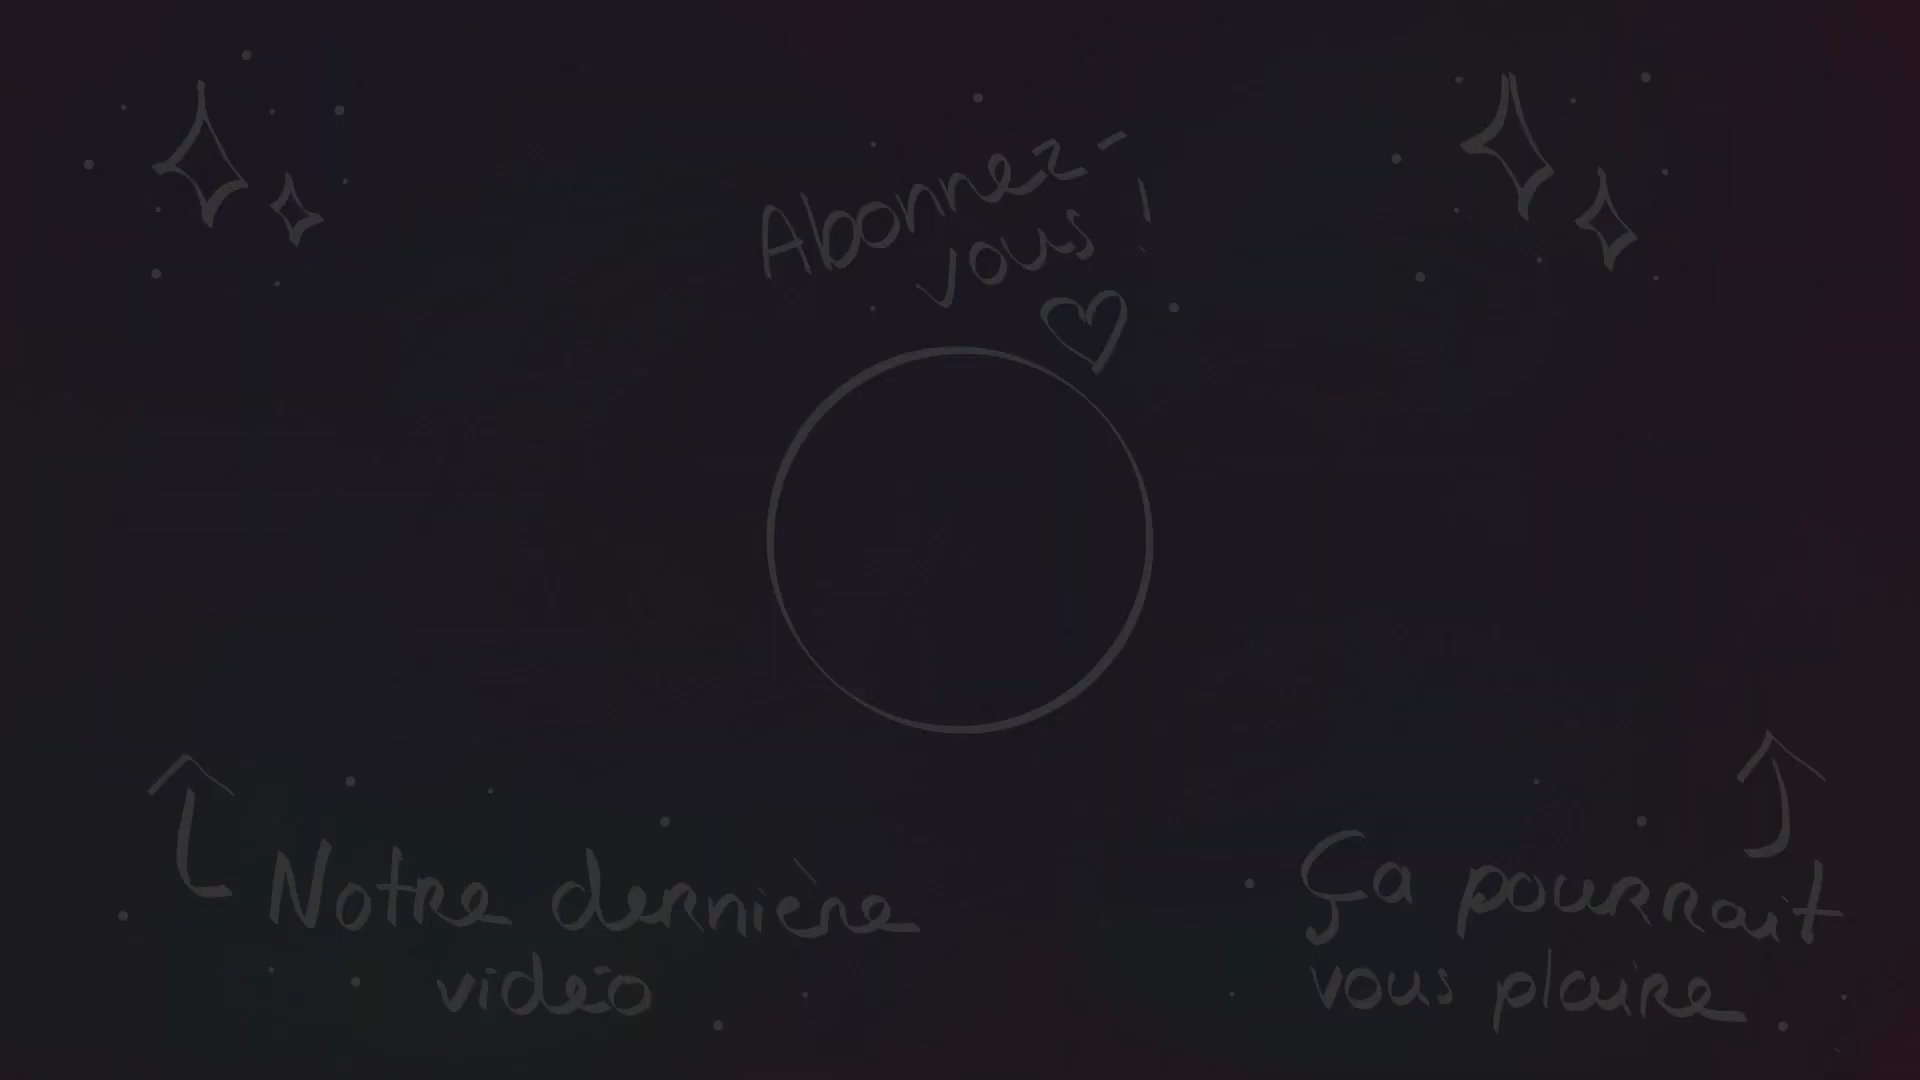 Abonnez-
vous !
Notre dernière
vidéo
Ça pourrait
vous plaire